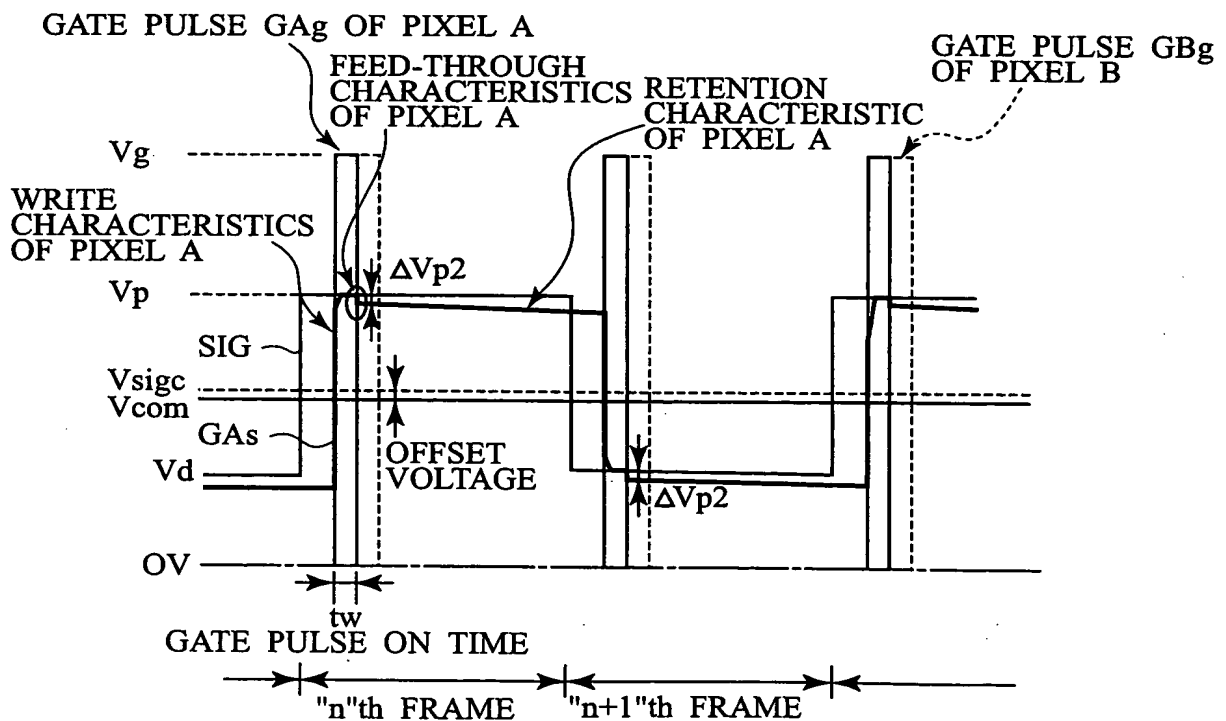 GATE PULSE GAg OF PIXEL A
FEED-THROUGH
CHARACTERISTICS
OF PIXEL A
RETENTION
CHARACTERISTIC
OF PIXEL A
GATE PULSE GBg
OF PIXEL B
Vg
WRITE
CHARACTERISTICS
OF PIXEL A
ΔVp2
Vp
SIG
Vsigc
Vcom
GAs
OFFSET
VOLTAGE
Vd
ΔVp2
OV
tw
GATE PULSE ON TIME
"n"th FRAME
"n+1"th FRAME